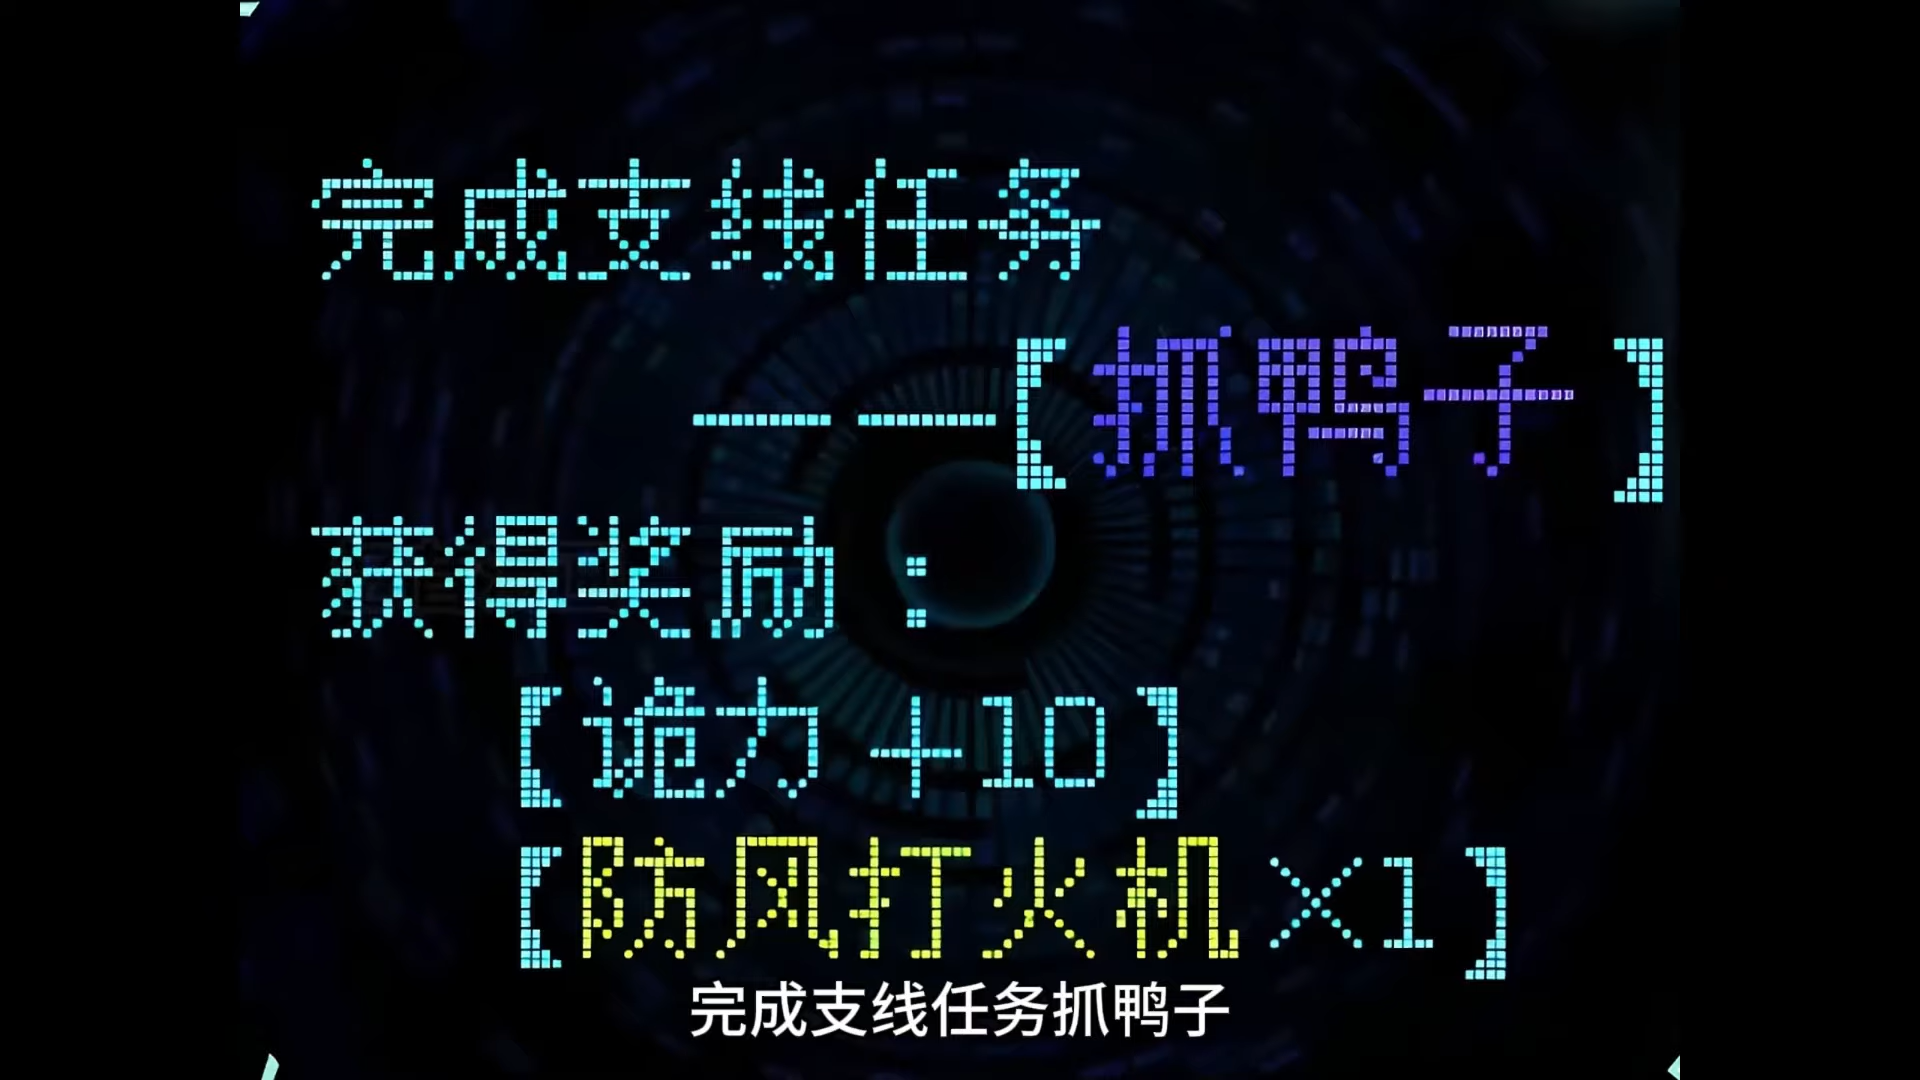 完成支线任务
——【抓鸭子】
获得奖励：
【诡力+10】
【防风打火机×1】
完成支线任务抓鸭子